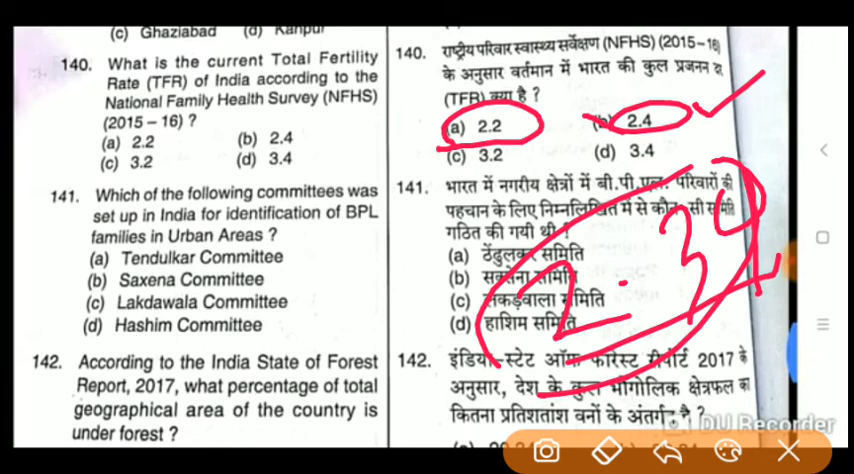 (c) Ghaziabad (d) Kanpur
140. What is the current Total Fertility
Rate (TFR) of India according to the
National Family Health Survey (NFHS)
(2015 – 16) ?
(a) 2.2 (b) 2.4
(c) 3.2 (d) 3.4
141. Which of the following committees was
set up in India for identification of BPL
families in Urban Areas ?
(a) Tendulkar Committee
(b) Saxena Committee
(c) Lakdawala Committee
(d) Hashim Committee
142. According to the India State of Forest
Report, 2017, what percentage of total
geographical area of the country is
under forest ?
140. राष्ट्रीय परिवार स्वास्थ्य सर्वेक्षण (NFHS) (2015–16)
के अनुसार वर्तमान में भारत की कुल प्रजनन दर
(TFR) क्या है ?
(a) 2.2 (b) 2.4
(c) 3.2 (d) 3.4
141. भारत में नगरीय क्षेत्रों में बी.पी.एल. परिवारों की
पहचान के लिए निम्नलिखित में से कौन सी समिति
गठित की गयी थी ?
(a) तेंदुलकर समिति
(b) सक्सेना समिति
(c) लकड़वाला समिति
(d) हाशिम समिति
142. इंडिया स्टेट ऑफ फारेस्ट रिपोर्ट 2017 के
अनुसार, देश के कुल भौगोलिक क्षेत्रफल का
कितना प्रतिशतांश वनों के अंतर्गत है ?
2.34
DU Recorder